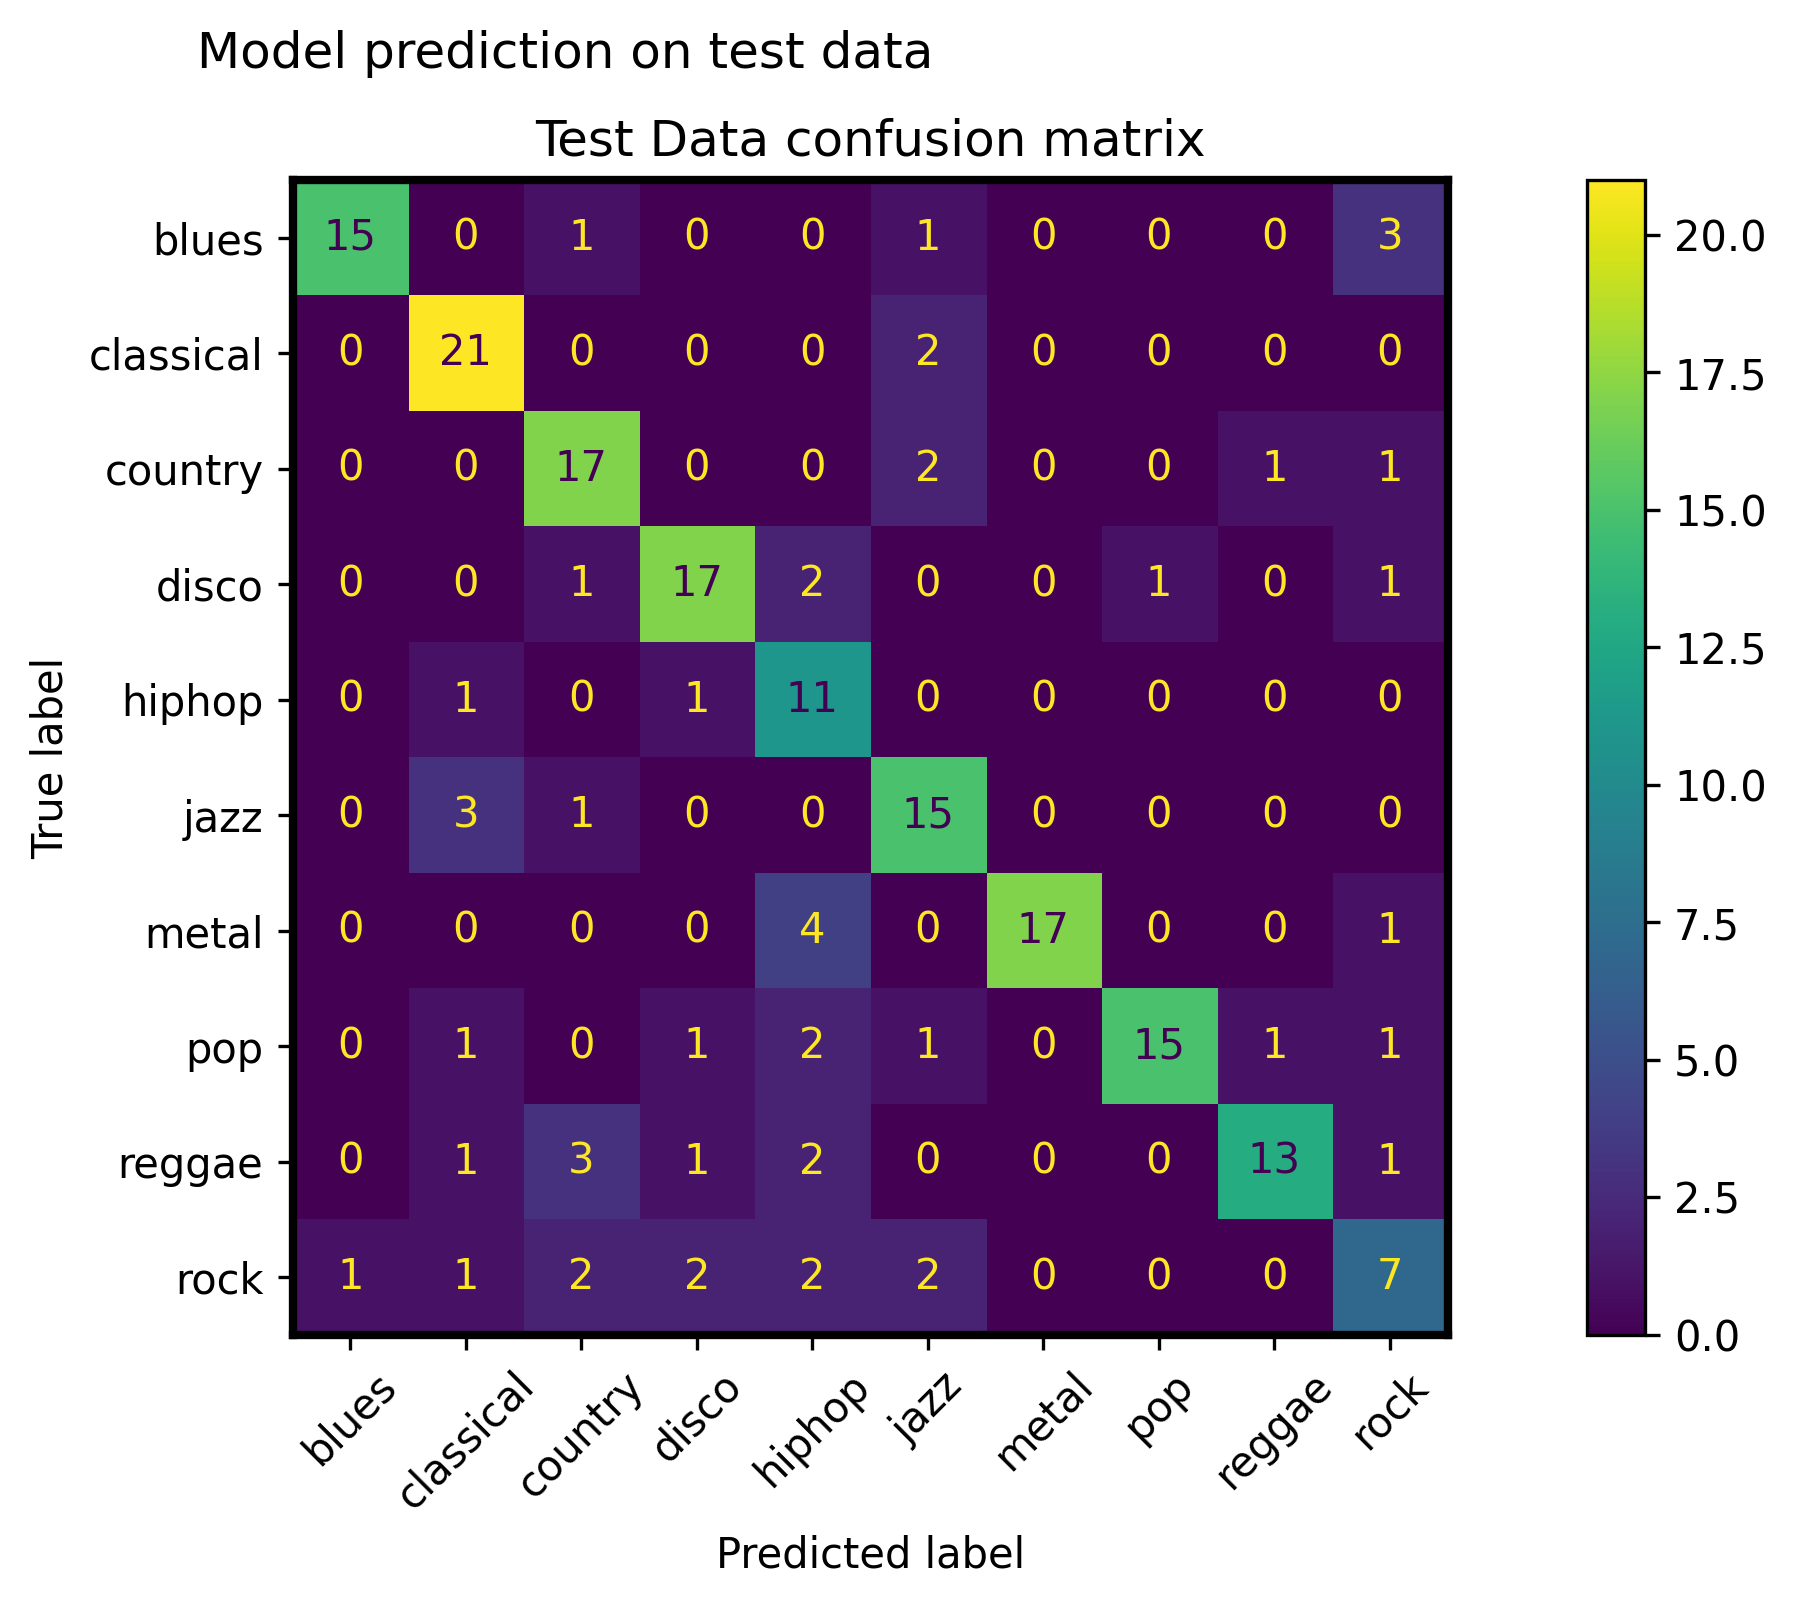 Model prediction on test data
Test Data confusion matrix
blues 15 0 1 0 0 1 0 0 0 3
classical 0 21 0 0 0 2 0 0 0 0
country 0 0 17 0 0 2 0 0 1 1
disco 0 0 1 17 2 0 0 1 0 1
hiphop 0 1 0 1 11 0 0 0 0 0
jazz 0 3 1 0 0 15 0 0 0 0
metal 0 0 0 0 4 0 17 0 0 1
pop 0 1 0 1 2 1 0 15 1 1
reggae 0 1 3 1 2 0 0 0 13 1
rock 1 1 2 2 2 2 0 0 0 7
True label
blues classical country disco hiphop jazz metal pop reggae rock
Predicted label
20.0
17.5
15.0
12.5
10.0
7.5
5.0
2.5
0.0